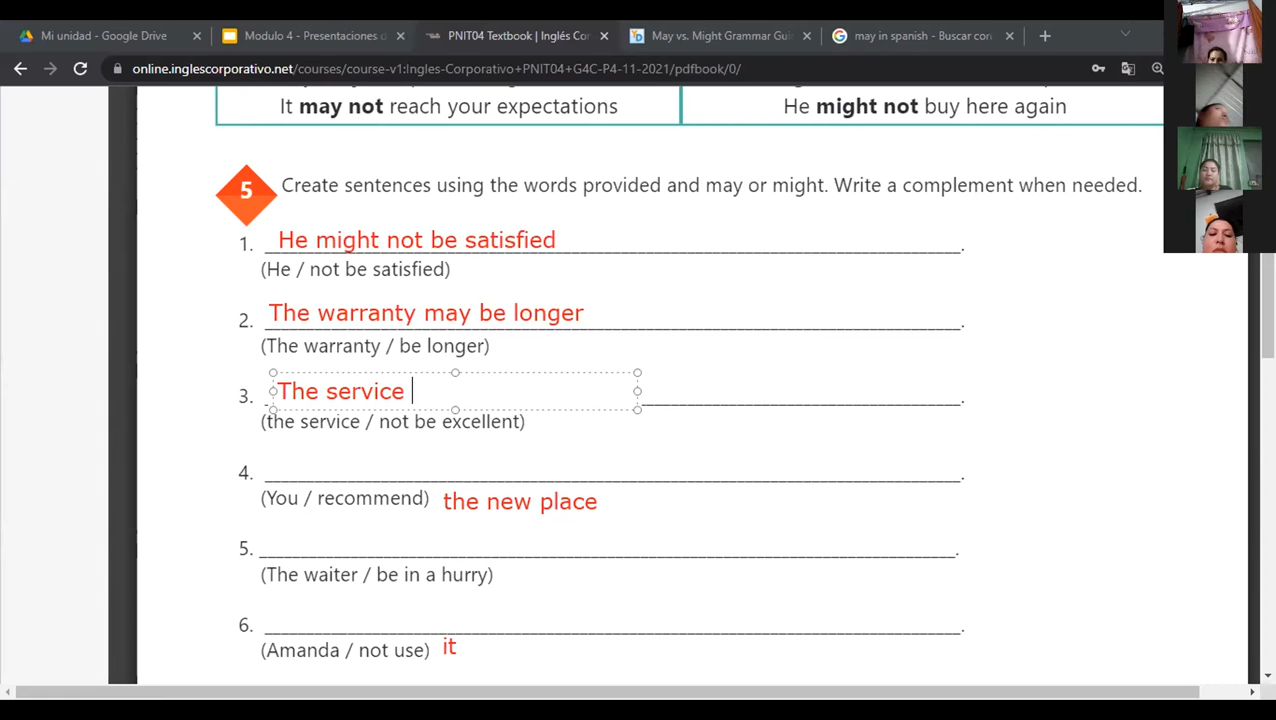 Mi unidad - Google Drive
Modulo 4 - Presentaciones d
PNIT04 Textbook | Inglés Co
May vs. Might Grammar Gui
may in spanish - Buscar con
online.inglescorporativo.net/courses/course-v1:Ingles-Corporativo+PNIT04+G4C-P4-11-2021/pdfbook/0/
It may not reach your expectations
He might not buy here again
5 Create sentences using the words provided and may or might. Write a complement when needed.
1. He might not be satisfied.
(He / not be satisfied)
2. The warranty may be longer.
(The warranty / be longer)
3. The service .
(the service / not be excellent)
4. .
(You / recommend) the new place
5. .
(The waiter / be in a hurry)
6. .
(Amanda / not use) it